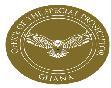 OFFICE OF THE SPECIAL PROSECUTOR
GHANA